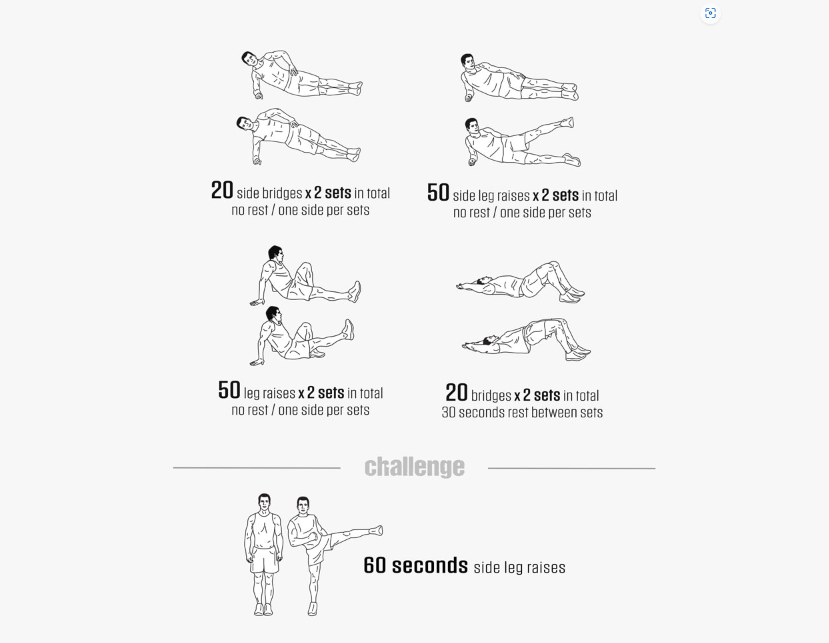 20 side bridges x 2 sets in total
no rest / one side per sets
50 side leg raises x 2 sets in total
no rest / one side per sets
50 leg raises x 2 sets in total
no rest / one side per sets
20 bridges x 2 sets in total
30 seconds rest between sets
challenge
60 seconds side leg raises